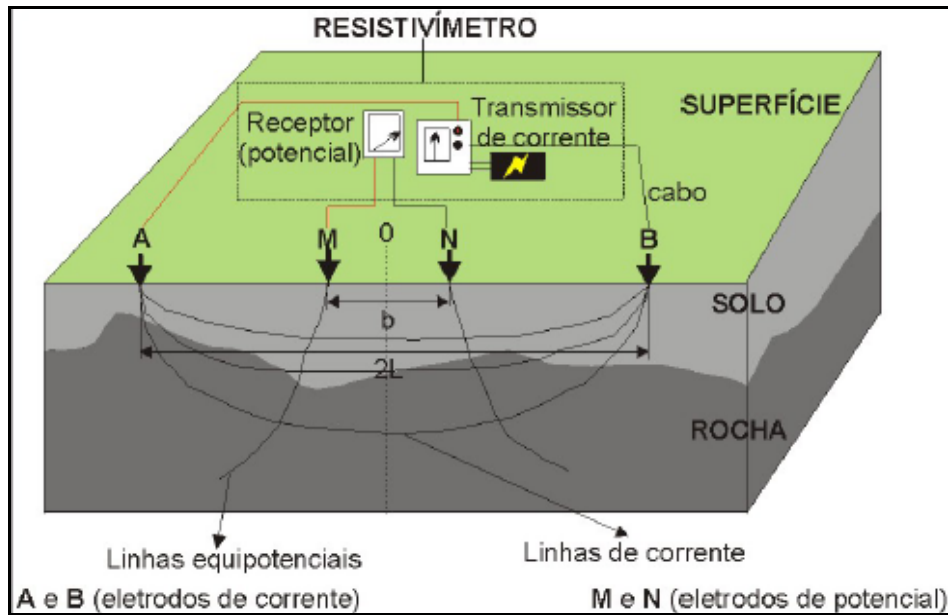 RESISTIVÍMETRO
SUPERFÍCIE
Receptor
(potencial)
Transmissor
de corrente
cabo
A
M
0
N
B
SOLO
b
2L
ROCHA
Linhas equipotenciais
Linhas de corrente
A e B (eletrodos de corrente)
M e N (eletrodos de potencial)